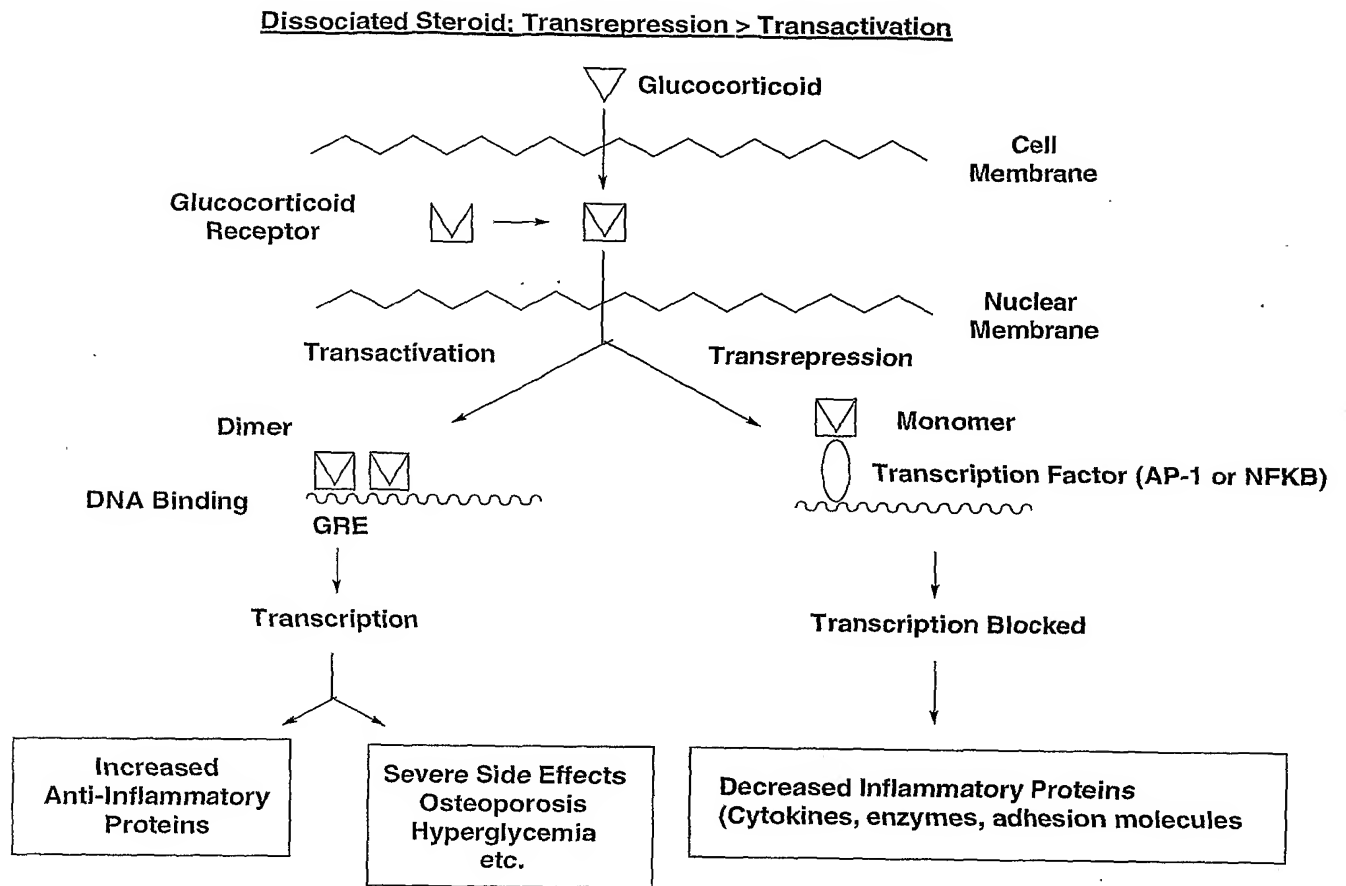 Dissociated Steroid: Transrepression > Transactivation
Glucocorticoid
Cell
Membrane
Glucocorticoid
Receptor
Nuclear
Membrane
Transactivation
Transrepression
Dimer
Monomer
Transcription Factor (AP-1 or NFKB)
DNA Binding
GRE
Transcription
Transcription Blocked
Increased
Anti-Inflammatory
Proteins
Severe Side Effects
Osteoporosis
Hyperglycemia
etc.
Decreased Inflammatory Proteins
(Cytokines, enzymes, adhesion molecules